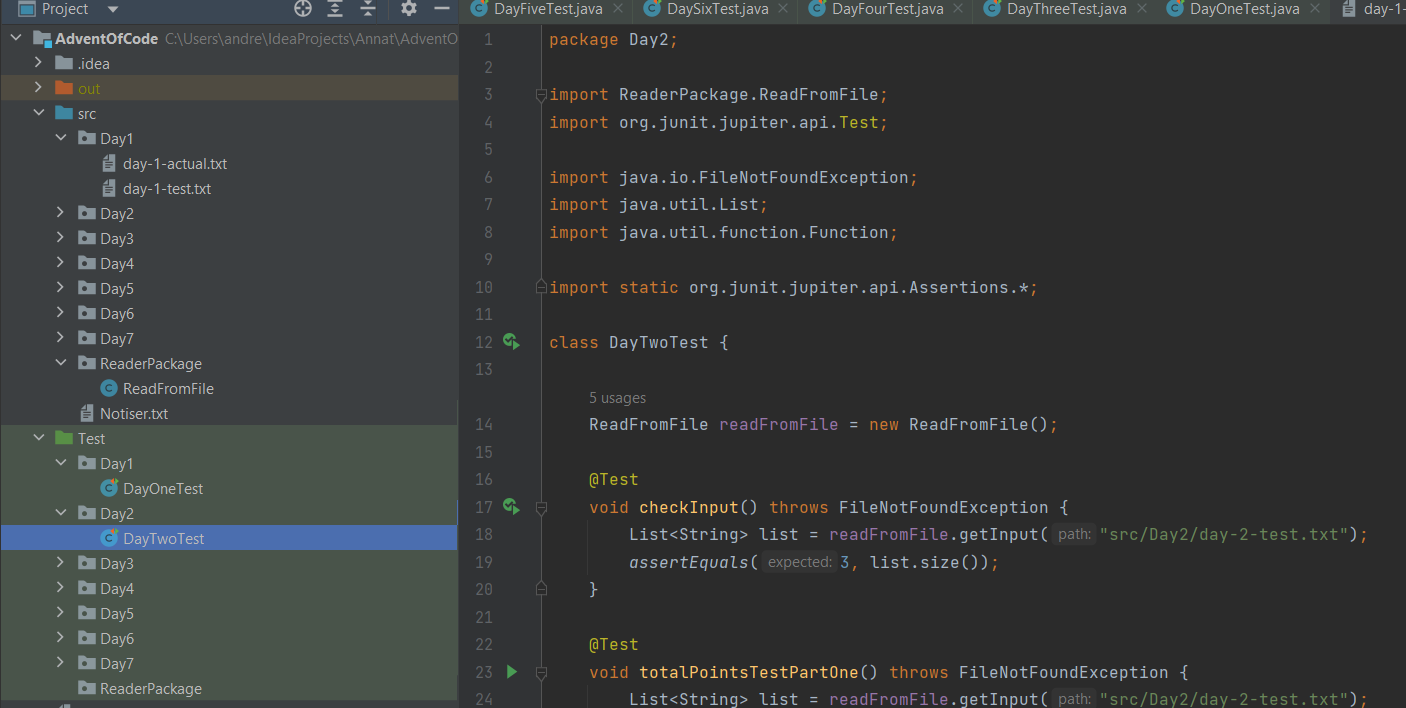 Project
AdventOfCode C:\Users\andre\IdeaProjects\Annat\AdventO
.idea
out
src
Day1
day-1-actual.txt
day-1-test.txt
Day2
Day3
Day4
Day5
Day6
Day7
ReaderPackage
ReadFromFile
Notiser.txt
Test
Day1
DayOneTest
Day2
DayTwoTest
Day3
Day4
Day5
Day6
Day7
ReaderPackage
DayFiveTest.java DaySixTest.java DayFourTest.java DayThreeTest.java DayOneTest.java day-1-
1 package Day2;
2
3 import ReaderPackage.ReadFromFile;
4 import org.junit.jupiter.api.Test;
5
6 import java.io.FileNotFoundException;
7 import java.util.List;
8 import java.util.function.Function;
9
10 import static org.junit.jupiter.api.Assertions.*;
11
12 class DayTwoTest {
13
5 usages
14 ReadFromFile readFromFile = new ReadFromFile();
15
16 @Test
17 void checkInput() throws FileNotFoundException {
18 List<String> list = readFromFile.getInput( path: "src/Day2/day-2-test.txt");
19 assertEquals( expected: 3, list.size());
20 }
21
22 @Test
23 void totalPointsTestPartOne() throws FileNotFoundException {
24 List<String> list = readFromFile.getInput( path: "src/Day2/day-2-test.txt");